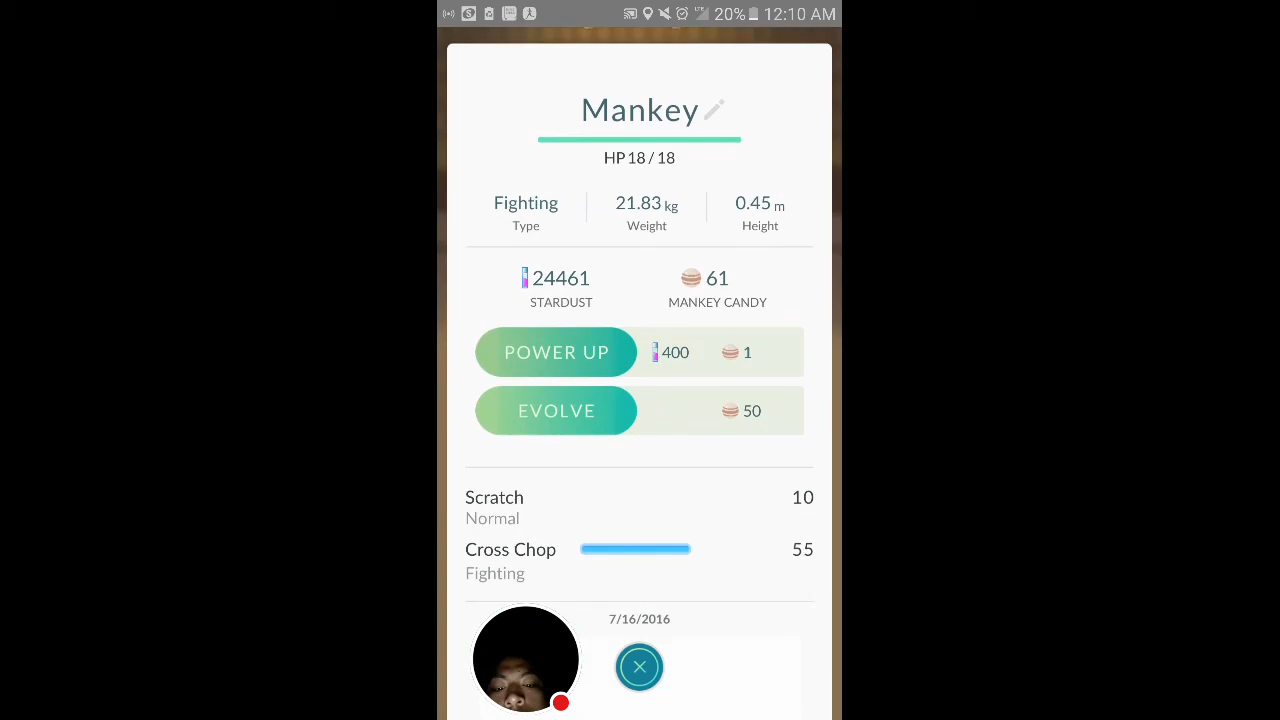 LTE 20% 12:10 AM
Mankey
HP 18 / 18
Fighting 21.83 kg 0.45 m
Type Weight Height
24461 61
STARDUST MANKEY CANDY
POWER UP 400 1
EVOLVE 50
Scratch 10
Normal
Cross Chop 55
Fighting
7/16/2016